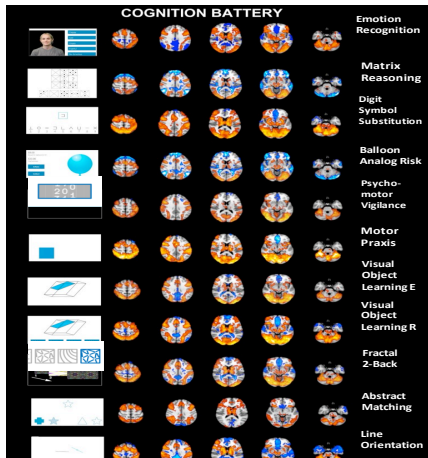 COGNITION BATTERY
Emotion
Recognition
Matrix
Reasoning
Digit
Symbol
Substitution
Balloon
Analog Risk
Psycho-
motor
Vigilance
Motor
Praxis
Visual
Object
Learning E
Visual
Object
Learning R
Fractal
2-Back
Abstract
Matching
Line
Orientation